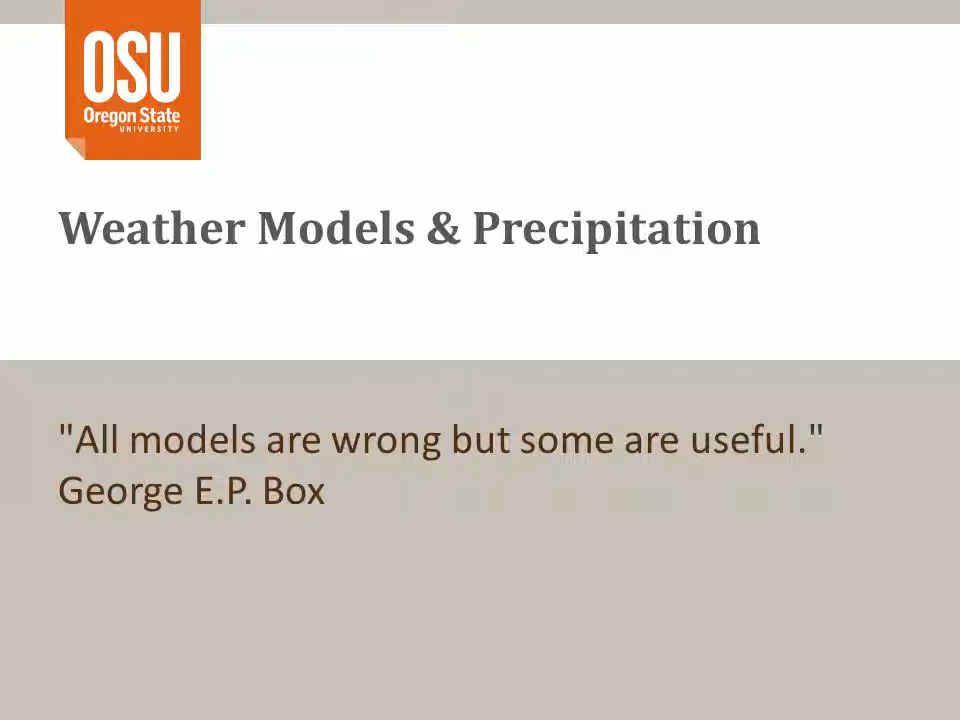 OSU
Oregon State
UNIVERSITY
Weather Models & Precipitation
"All models are wrong but some are useful."
George E.P. Box